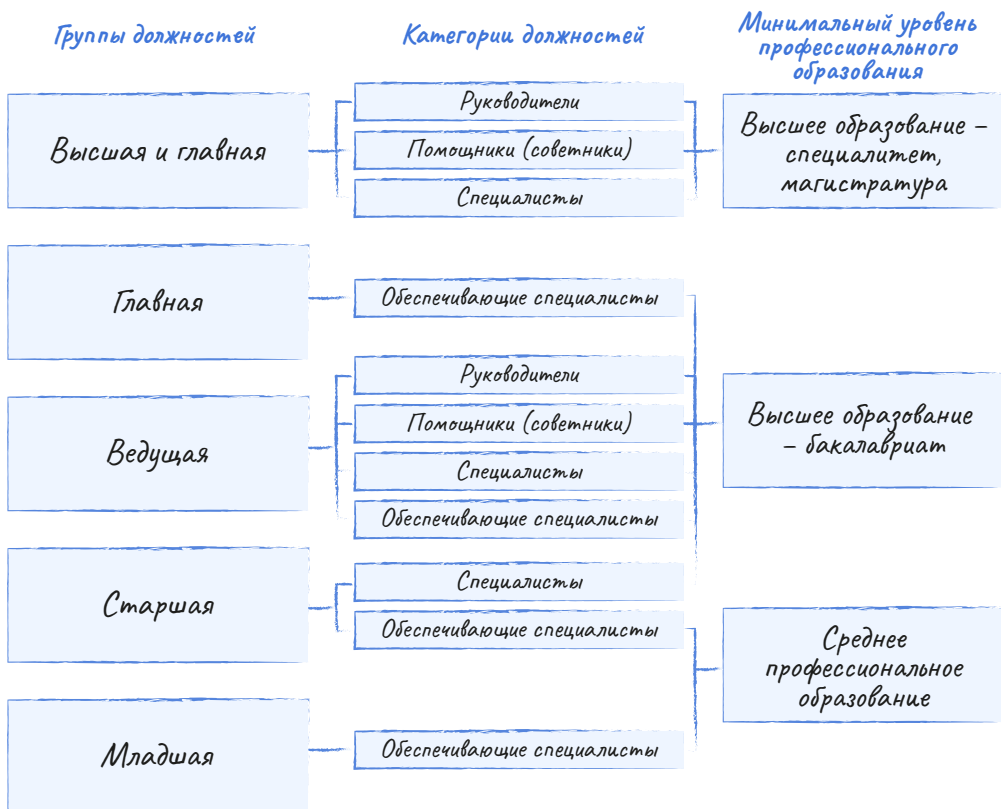 Группы должностей
Категории должностей
Минимальный уровень
профессионального
образования
Высшая и главная
Руководители
Помощники (советники)
Специалисты
Высшее образование –
специалитет,
магистратура
Главная
Обеспечивающие специалисты
Ведущая
Руководители
Помощники (советники)
Специалисты
Обеспечивающие специалисты
Высшее образование
– бакалавриат
Старшая
Специалисты
Обеспечивающие специалисты
Среднее
профессиональное
образование
Младшая
Обеспечивающие специалисты